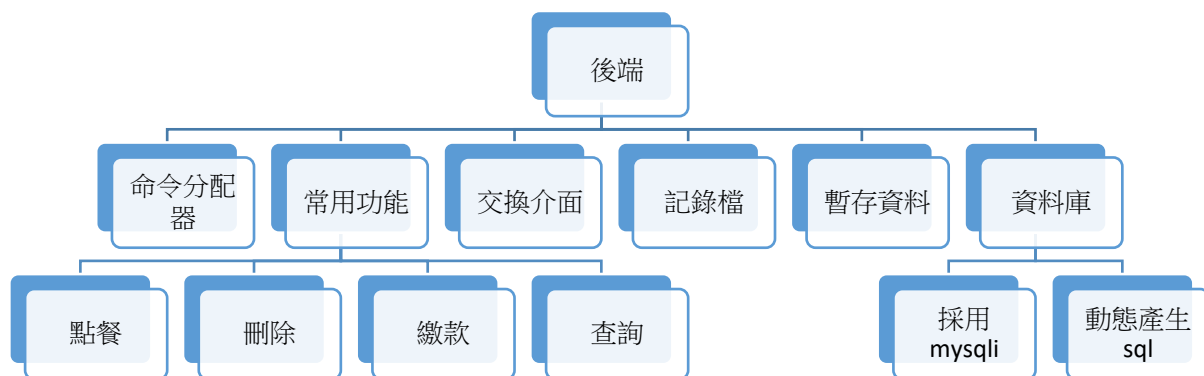 後端
命令分配
器
常用功能
交換介面
記錄檔
暫存資料
資料庫
點餐
刪除
繳款
查詢
採用
mysqli
動態產生
sql